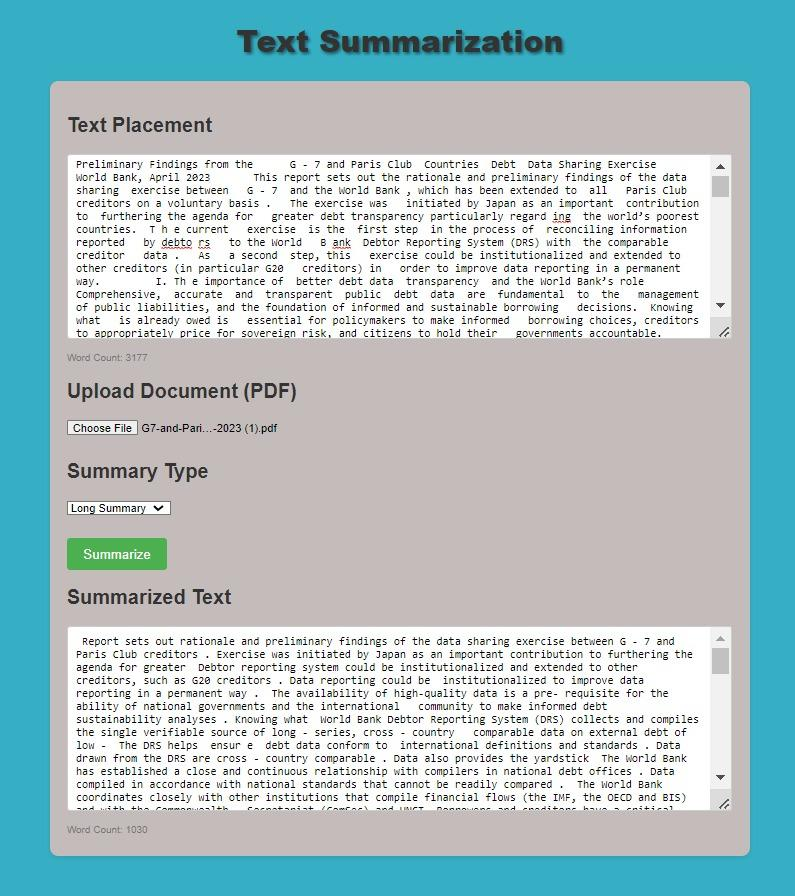 Text Summarization
Text Placement
Preliminary Findings from the G - 7 and Paris Club Countries Debt Data Sharing Exercise
World Bank, April 2023 This report sets out the rationale and preliminary findings of the data
sharing exercise between G - 7 and the World Bank , which has been extended to all Paris Club
creditors on a voluntary basis . The exercise was initiated by Japan as an important contribution
to furthering the agenda for greater debt transparency particularly regard ing the world’s poorest
countries. T h e current exercise is the first step in the process of reconciling information
reported by debto rs to the World B ank Debtor Reporting System (DRS) with the comparable
creditor data . As a second step, this exercise could be institutionalized and extended to
other creditors (in particular G20 creditors) in order to improve data reporting in a permanent
way. I. Th e importance of better debt data transparency and the World Bank’s role
Comprehensive, accurate and transparent public debt data are fundamental to the management
of public liabilities, and the foundation of informed and sustainable borrowing decisions. Knowing
what is already owed is essential for policymakers to make informed borrowing choices, creditors
to appropriately price for sovereign risk, and citizens to hold their governments accountable.
Word Count: 3177
Upload Document (PDF)
Choose File G7-and-Pari...-2023 (1).pdf
Summary Type
Long Summary
Summarize
Summarized Text
Report sets out rationale and preliminary findings of the data sharing exercise between G - 7 and
Paris Club creditors . Exercise was initiated by Japan as an important contribution to furthering the
agenda for greater Debtor reporting system could be institutionalized and extended to other
creditors, such as G20 creditors . Data reporting could be institutionalized to improve data
reporting in a permanent way . The availability of high-quality data is a pre- requisite for the
ability of national governments and the international community to make informed debt
sustainability analyses . Knowing what World Bank Debtor Reporting System (DRS) collects and compiles
the single verifiable source of long - series, cross - country comparable data on external debt of
low - The DRS helps ensur e debt data conform to international definitions and standards . Data
drawn from the DRS are cross - country comparable . Data also provides the yardstick The World Bank
has established a close and continuous relationship with compilers in national debt offices . Data
compiled in accordance with national standards that cannot be readily compared . The World Bank
coordinates closely with other institutions that compile financial flows (the IMF, the OECD and BIS)
and with the Commonwealth Secretariat (ComSec) and UNCT Borrowers and creditors have a critical
Word Count: 1030